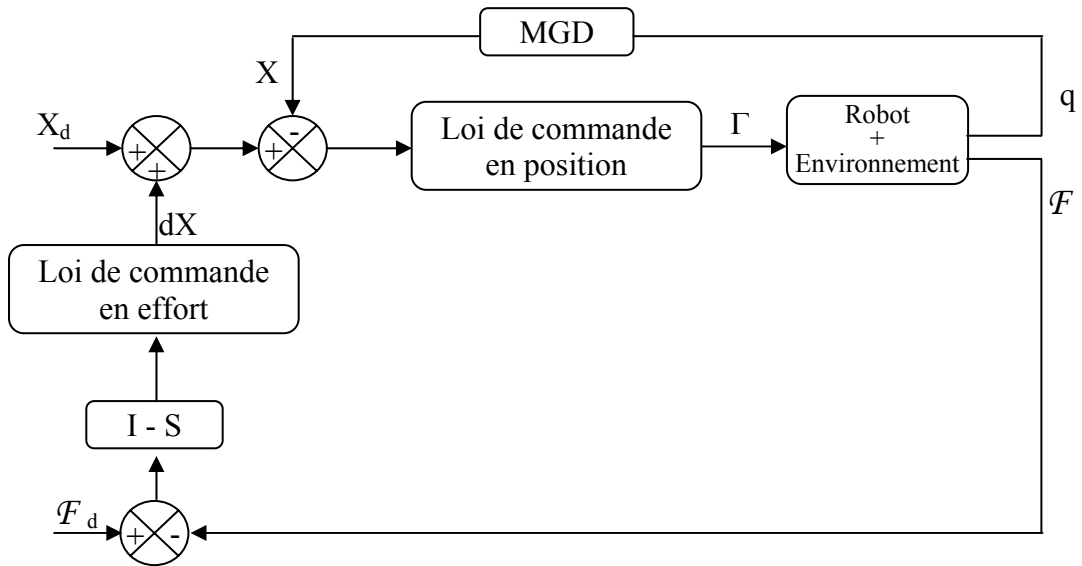 MGD
X
q
X_d
+
+
-
+
Loi de commande
en position
Γ
Robot
+
Environnement
ℱ
dX
Loi de commande
en effort
I - S
ℱ_d
+
-